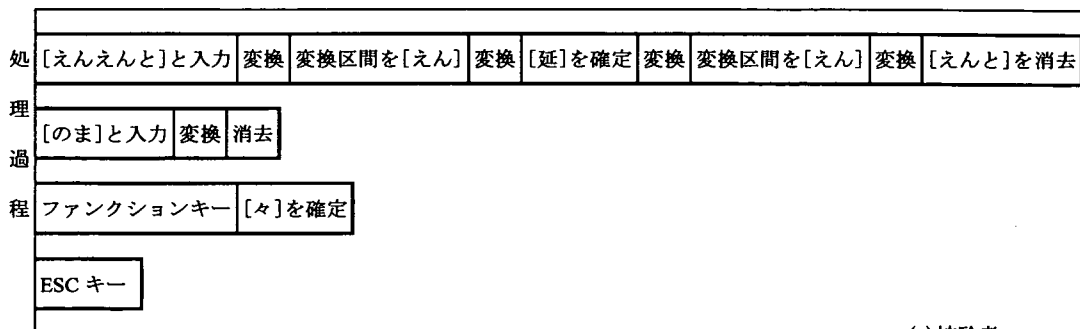 処理過程
[えんえんと]と入力 変換 変換区間を[えん] 変換 [延]を確定 変換 変換区間を[えん] 変換 [えんと]を消去
[のま]と入力 変換 消去
ファンクションキー [々]を確定
ESC キー